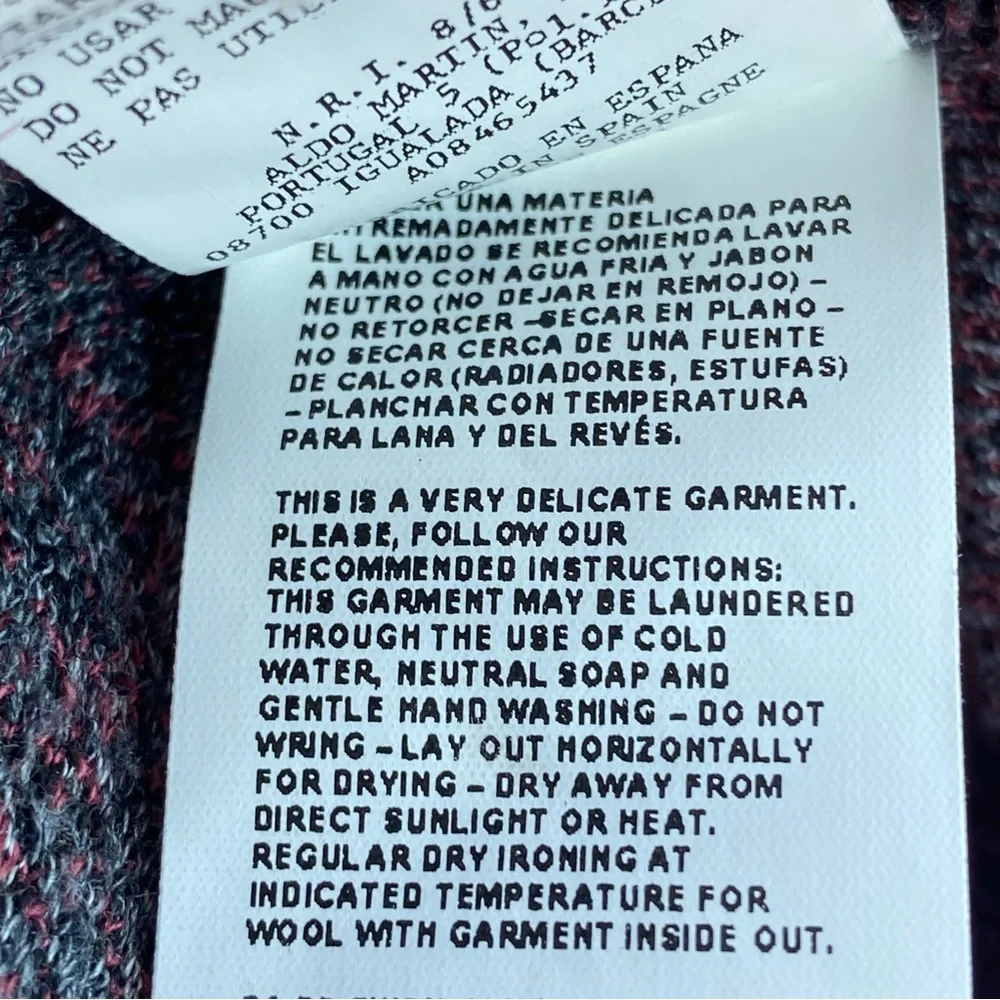 NO USAR
DO NOT
NE PAS
N.R.I. 8/6
ALDO MARTIN,
PORTUGAL 5 (Pol.
08700 IGUALADA (BARC
A08465437
EN ESPANA
IN SPAIN
ESPAGNE
UNA MATERIA
DELICADA PARA
EL LAVADO SE RECOMIENDA LAVAR
A MANO CON AGUA FRIA Y JABON
NEUTRO (NO DEJAR EN REMOJO) –
NO RETORCER –SECAR EN PLANO –
NO SECAR CERCA DE UNA FUENTE
DE CALOR (RADIADORES, ESTUFAS)
– PLANCHAR CON TEMPERATURA
PARA LANA Y DEL REVÉS.
THIS IS A VERY DELICATE GARMENT.
PLEASE, FOLLOW OUR
RECOMMENDED INSTRUCTIONS:
THIS GARMENT MAY BE LAUNDERED
THROUGH THE USE OF COLD
WATER, NEUTRAL SOAP AND
GENTLE HAND WASHING – DO NOT
WRING – LAY OUT HORIZONTALLY
FOR DRYING – DRY AWAY FROM
DIRECT SUNLIGHT OR HEAT.
REGULAR DRY IRONING AT
INDICATED TEMPERATURE FOR
WOOL WITH GARMENT INSIDE OUT.